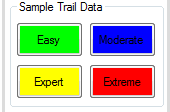 Sample Trail Data
Easy Moderate
Expert Extreme